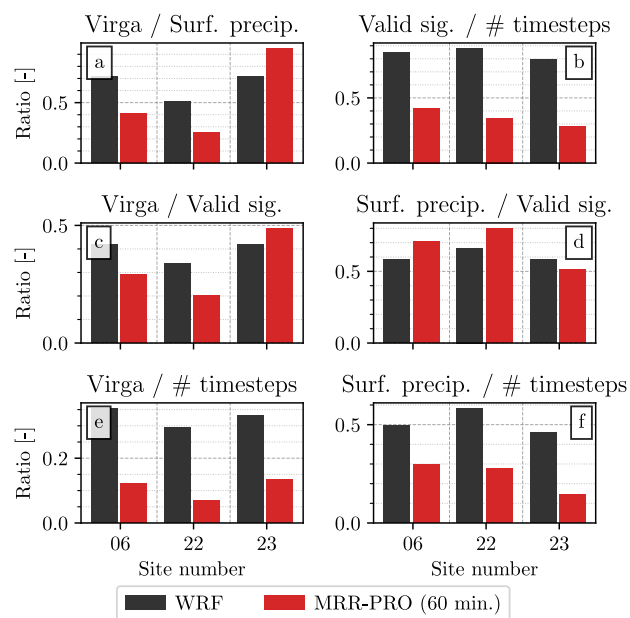 Virga / Surf. precip.
Valid sig. / # timesteps
Ratio [-]
0.5
0.0
a
0.5
0.0
b
Virga / Valid sig.
Surf. precip. / Valid sig.
Ratio [-]
0.5
0
c
0.5
0
d
Virga / # timesteps
Surf. precip. / # timesteps
Ratio [-]
0.2
0.0
e
0.5
0.0
f
06 22 23
06 22 23
Site number
Site number
WRF MRR-PRO (60 min.)